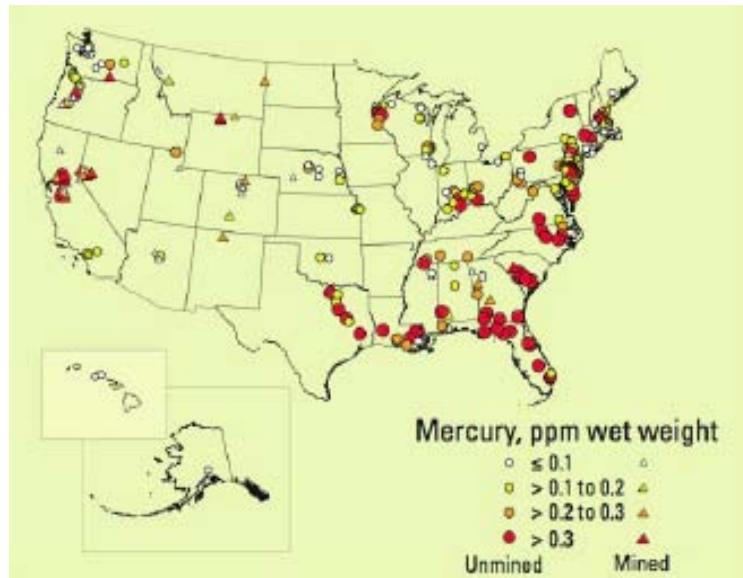 Mercury, ppm wet weight
≤ 0.1
> 0.1 to 0.2
> 0.2 to 0.3
> 0.3
Unmined Mined